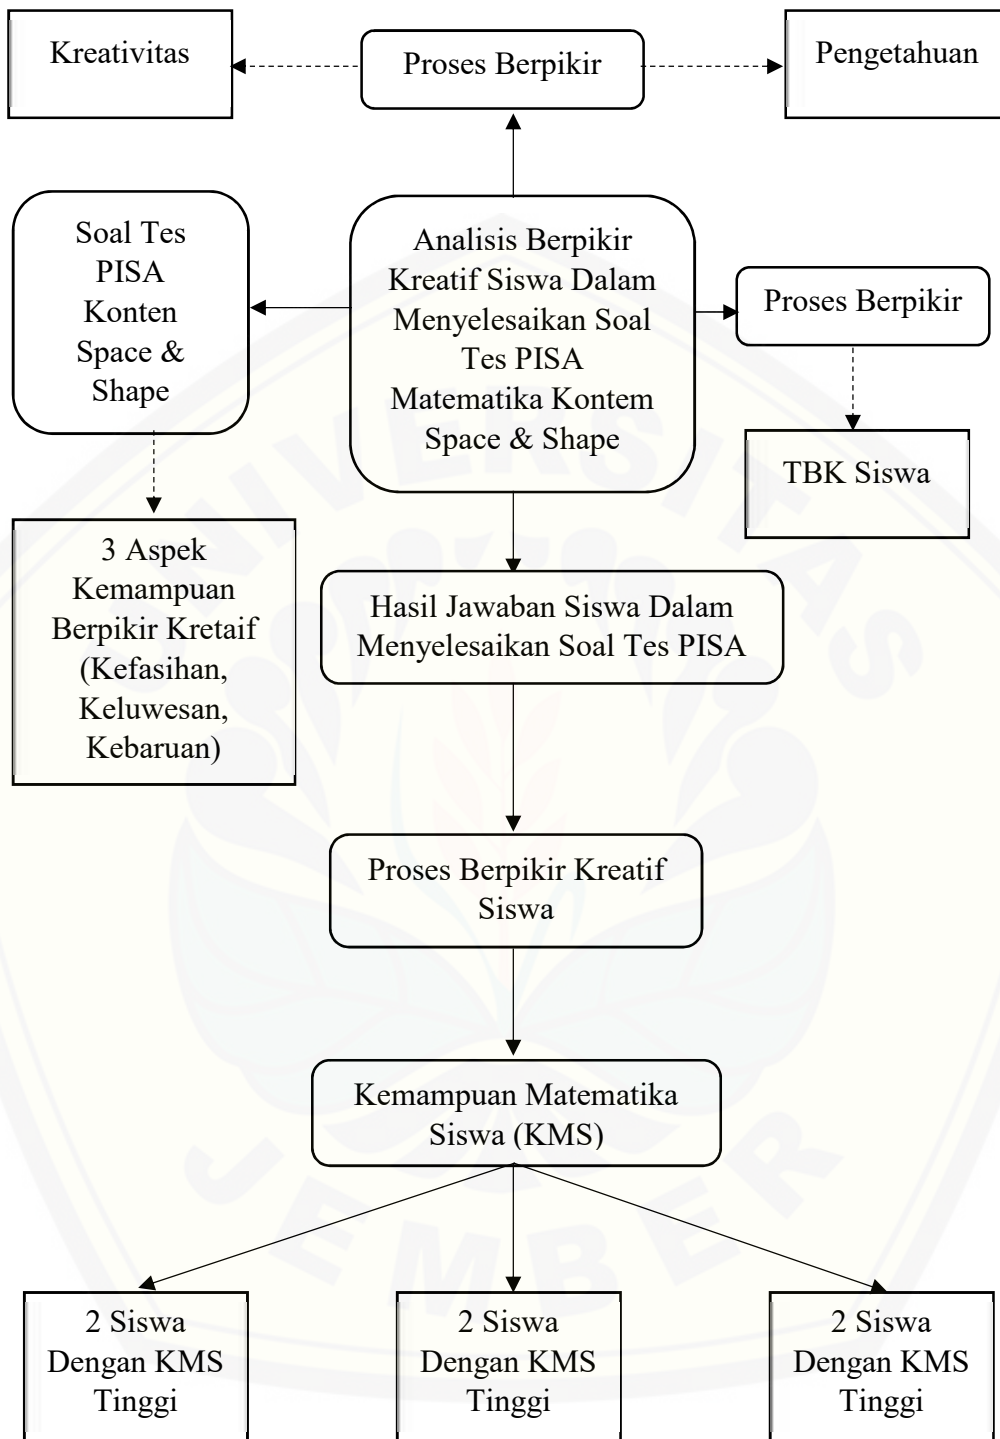 Kreativitas
Proses Berpikir
Pengetahuan
Soal Tes
PISA
Konten
Space &
Shape
Analisis Berpikir
Kreatif Siswa Dalam
Menyelesaikan Soal
Tes PISA
Matematika Kontem
Space & Shape
Proses Berpikir
TBK Siswa
3 Aspek
Kemampuan
Berpikir Kretaif
(Kefasihan,
Keluwesan,
Kebaruan)
Hasil Jawaban Siswa Dalam
Menyelesaikan Soal Tes PISA
Proses Berpikir Kreatif
Siswa
Kemampuan Matematika
Siswa (KMS)
2 Siswa
Dengan KMS
Tinggi
2 Siswa
Dengan KMS
Tinggi
2 Siswa
Dengan KMS
Tinggi
UNIVERSITAS
JEMBER